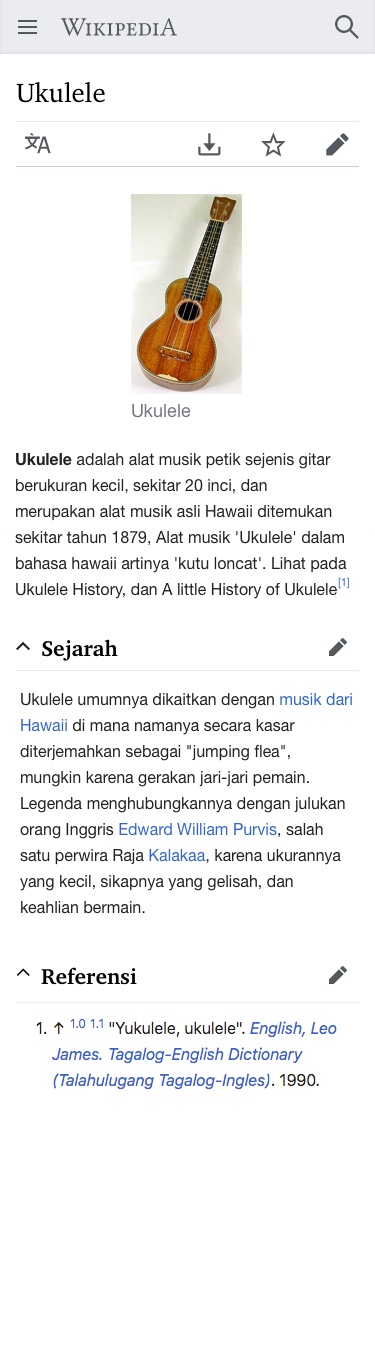 WIKIPEDIA
Ukulele
文A
Ukulele
Ukulele adalah alat musik petik sejenis gitar
berukuran kecil, sekitar 20 inci, dan
merupakan alat musik asli Hawaii ditemukan
sekitar tahun 1879, Alat musik 'Ukulele' dalam
bahasa hawaii artinya 'kutu loncat'. Lihat pada
Ukulele History, dan A little History of Ukulele[1]
Sejarah
Ukulele umumnya dikaitkan dengan musik dari
Hawaii di mana namanya secara kasar
diterjemahkan sebagai "jumping flea",
mungkin karena gerakan jari-jari pemain.
Legenda menghubungkannya dengan julukan
orang Inggris Edward William Purvis, salah
satu perwira Raja Kalakaa, karena ukurannya
yang kecil, sikapnya yang gelisah, dan
keahlian bermain.
Referensi
1. ↑ 1.0 1.1 "Yukulele, ukulele". English, Leo
James. Tagalog-English Dictionary
(Talahulugang Tagalog-Ingles). 1990.